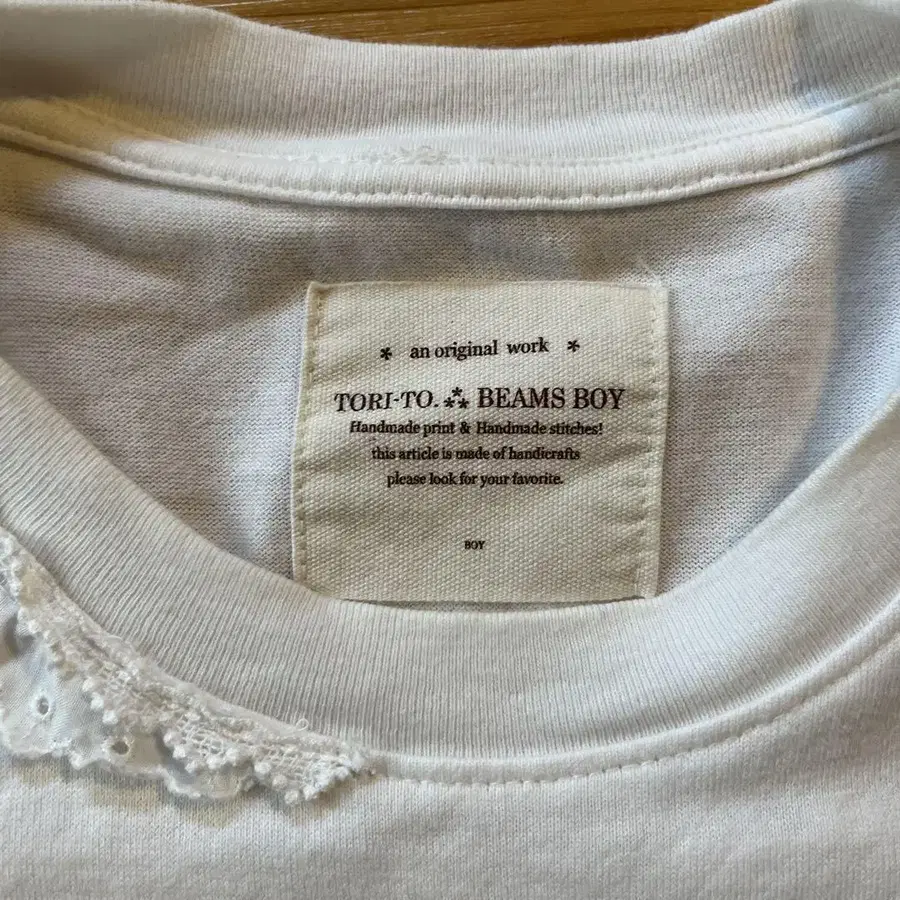 * an original work *
TORI-TO. ⁂ BEAMS BOY
Handmade print & Handmade stitches!
this article is made of handicrafts
please look for your favorite.
BOY